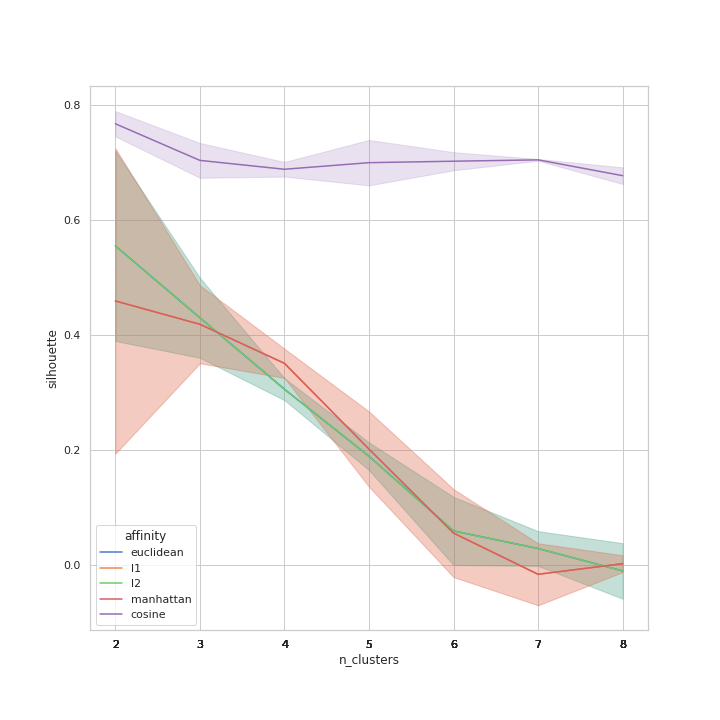 0.8
0.6
0.4
0.2
0.0
silhouette
affinity
euclidean
l1
l2
manhattan
cosine
2 3 4 5 6 7 8
n_clusters